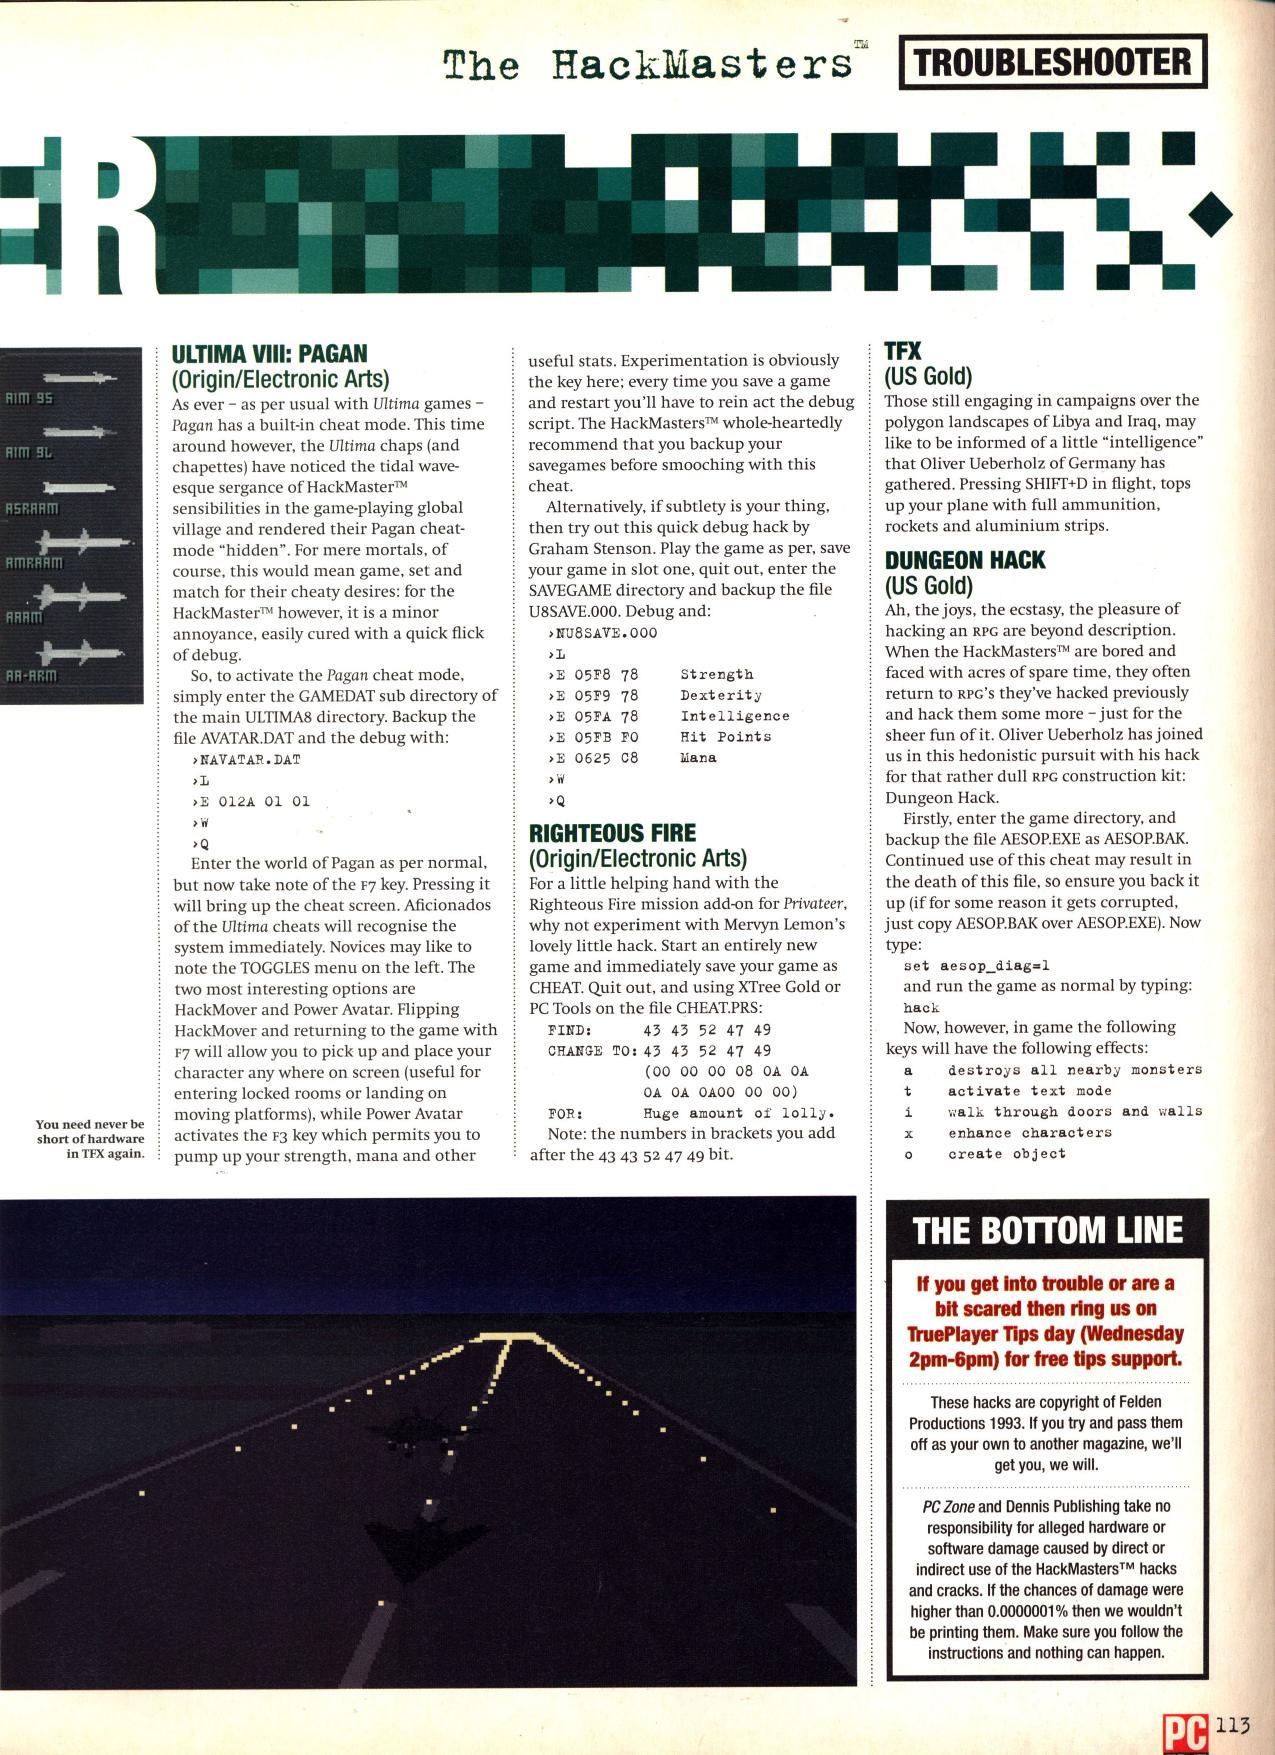 The HackMasters™
TROUBLESHOOTER
ER
AIM 9S
AIM 9L
ASRAAM
AMRAAM
ARAM
AA-ARM
You need never be
short of hardware
in TFX again.
ULTIMA VIII: PAGAN
(Origin/Electronic Arts)
As ever – as per usual with Ultima games –
Pagan has a built-in cheat mode. This time
around however, the Ultima chaps (and
chapettes) have noticed the tidal wave-
esque sergance of HackMaster™
sensibilities in the game-playing global
village and rendered their Pagan cheat-
mode “hidden”. For mere mortals, of
course, this would mean game, set and
match for their cheaty desires: for the
HackMaster™ however, it is a minor
annoyance, easily cured with a quick flick
of debug.
So, to activate the Pagan cheat mode,
simply enter the GAMEDAT sub directory of
the main ULTIMA8 directory. Backup the
file AVATAR.DAT and the debug with:
>NAVATAR.DAT
>L
>E 012A 01 01
>W
>Q
Enter the world of Pagan as per normal,
but now take note of the F7 key. Pressing it
will bring up the cheat screen. Aficionados
of the Ultima cheats will recognise the
system immediately. Novices may like to
note the TOGGLES menu on the left. The
two most interesting options are
HackMover and Power Avatar. Flipping
HackMover and returning to the game with
F7 will allow you to pick up and place your
character any where on screen (useful for
entering locked rooms or landing on
moving platforms), while Power Avatar
activates the F3 key which permits you to
pump up your strength, mana and other
useful stats. Experimentation is obviously
the key here; every time you save a game
and restart you'll have to rein act the debug
script. The HackMasters™ whole-heartedly
recommend that you backup your
savegames before smooching with this
cheat.
Alternatively, if subtlety is your thing,
then try out this quick debug hack by
Graham Stenson. Play the game as per, save
your game in slot one, quit out, enter the
SAVEGAME directory and backup the file
U8SAVE.000. Debug and:
>NU8SAVE.000
>L
>E 05F8 78 Strength
>E 05F9 78 Dexterity
>E 05FA 78 Intelligence
>E 05FB F0 Hit Points
>E 0625 C8 Mana
>W
>Q
RIGHTEOUS FIRE
(Origin/Electronic Arts)
For a little helping hand with the
Righteous Fire mission add-on for Privateer,
why not experiment with Mervyn Lemon's
lovely little hack. Start an entirely new
game and immediately save your game as
CHEAT. Quit out, and using XTree Gold or
PC Tools on the file CHEAT.PRS:
FIND: 43 43 52 47 49
CHANGE TO: 43 43 52 47 49
(00 00 00 08 0A 0A
0A 0A 0A00 00 00)
FOR: Huge amount of lolly.
Note: the numbers in brackets you add
after the 43 43 52 47 49 bit.
TFX
(US Gold)
Those still engaging in campaigns over the
polygon landscapes of Libya and Iraq, may
like to be informed of a little “intelligence”
that Oliver Ueberholz of Germany has
gathered. Pressing SHIFT+D in flight, tops
up your plane with full ammunition,
rockets and aluminium strips.
DUNGEON HACK
(US Gold)
Ah, the joys, the ecstasy, the pleasure of
hacking an RPG are beyond description.
When the HackMasters™ are bored and
faced with acres of spare time, they often
return to RPG's they've hacked previously
and hack them some more – just for the
sheer fun of it. Oliver Ueberholz has joined
us in this hedonistic pursuit with his hack
for that rather dull RPG construction kit:
Dungeon Hack.
Firstly, enter the game directory, and
backup the file AESOP.EXE as AESOP.BAK.
Continued use of this cheat may result in
the death of this file, so ensure you back it
up (if for some reason it gets corrupted,
just copy AESOP.BAK over AESOP.EXE). Now
type:
set aesop_diag=1
and run the game as normal by typing:
hack
Now, however, in game the following
keys will have the following effects:
a destroys all nearby monsters
t activate text mode
i walk through doors and walls
x enhance characters
o create object
THE BOTTOM LINE
If you get into trouble or are a
bit scared then ring us on
TruePlayer Tips day (Wednesday
2pm-6pm) for free tips support.
These hacks are copyright of Felden
Productions 1993. If you try and pass them
off as your own to another magazine, we'll
get you, we will.
PC Zone and Dennis Publishing take no
responsibility for alleged hardware or
software damage caused by direct or
indirect use of the HackMasters™ hacks
and cracks. If the chances of damage were
higher than 0.0000001% then we wouldn't
be printing them. Make sure you follow the
instructions and nothing can happen.
PC 113